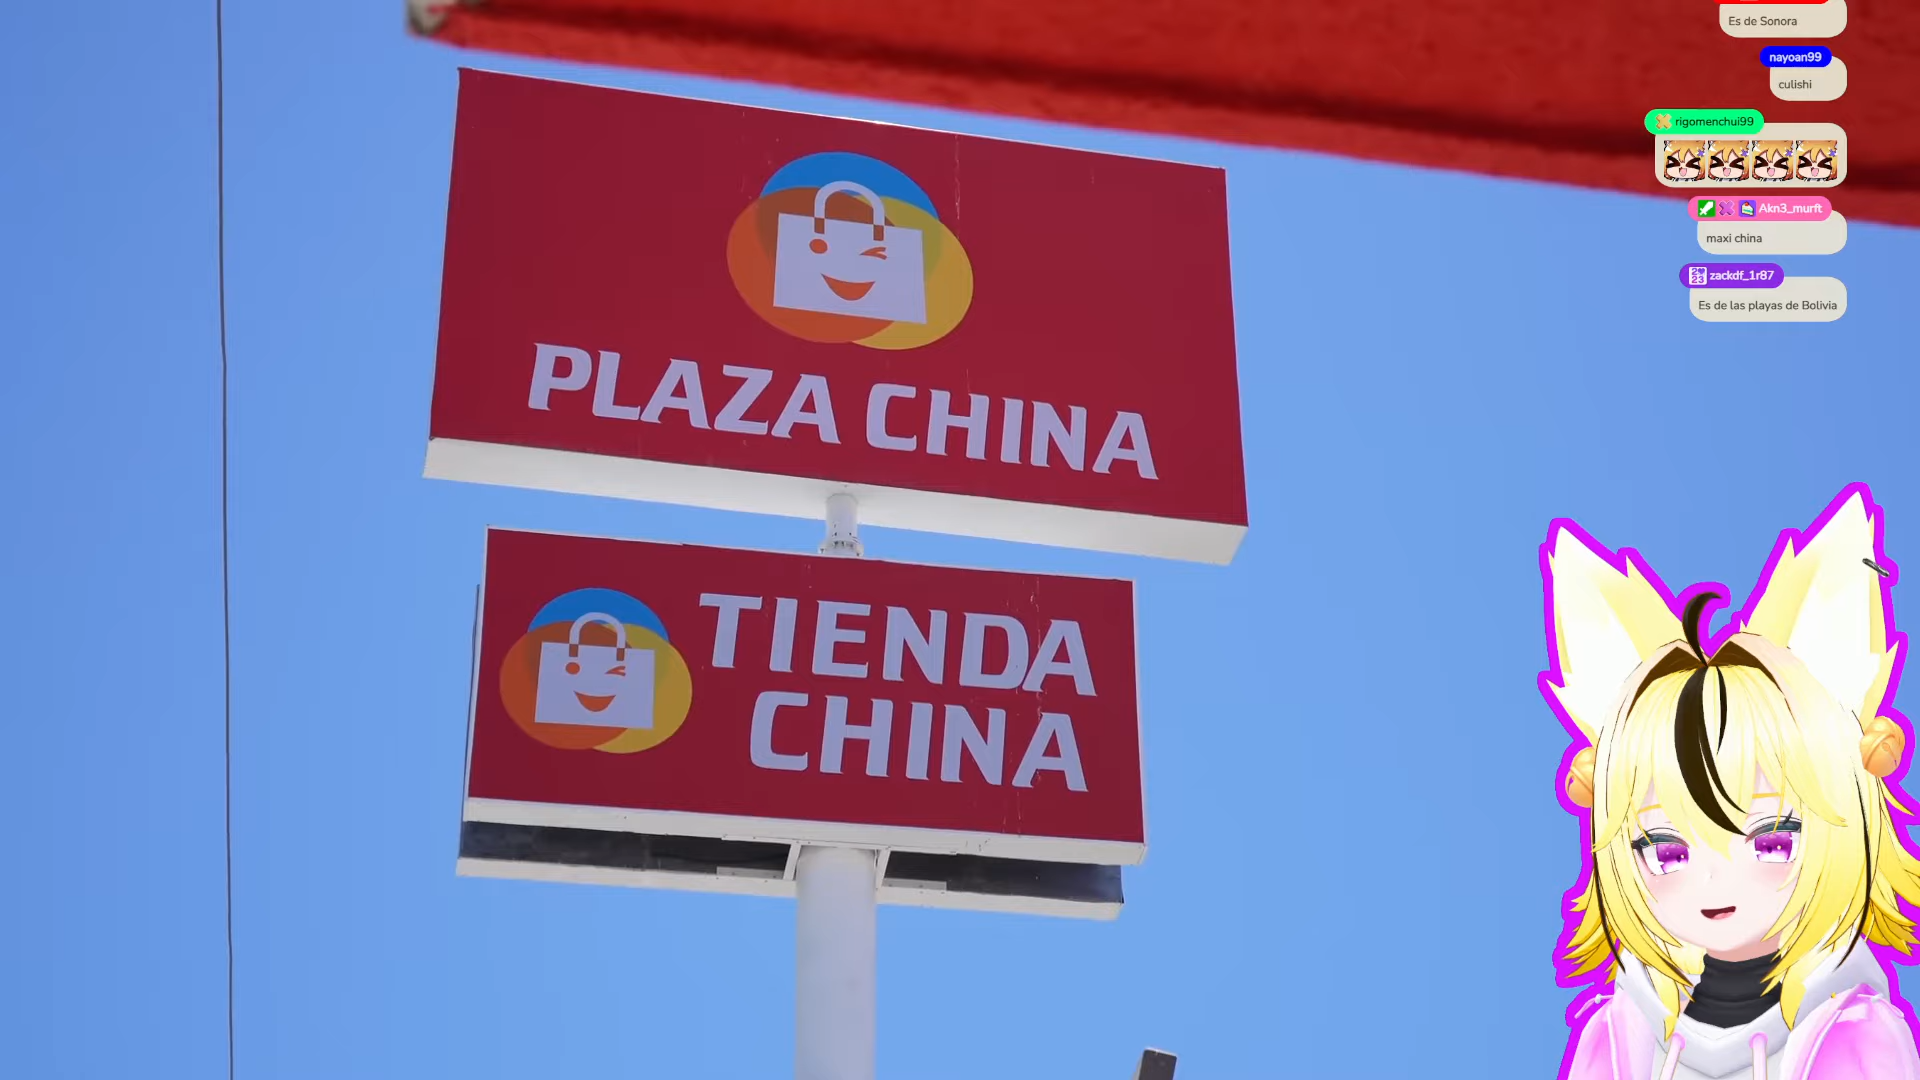 PLAZA CHINA
TIENDA
CHINA
Es de Sonora
nayoan99
culishi
rigomenchui99
Akn3_murft
maxi china
zackdf_1r87
Es de las playas de Bolivia